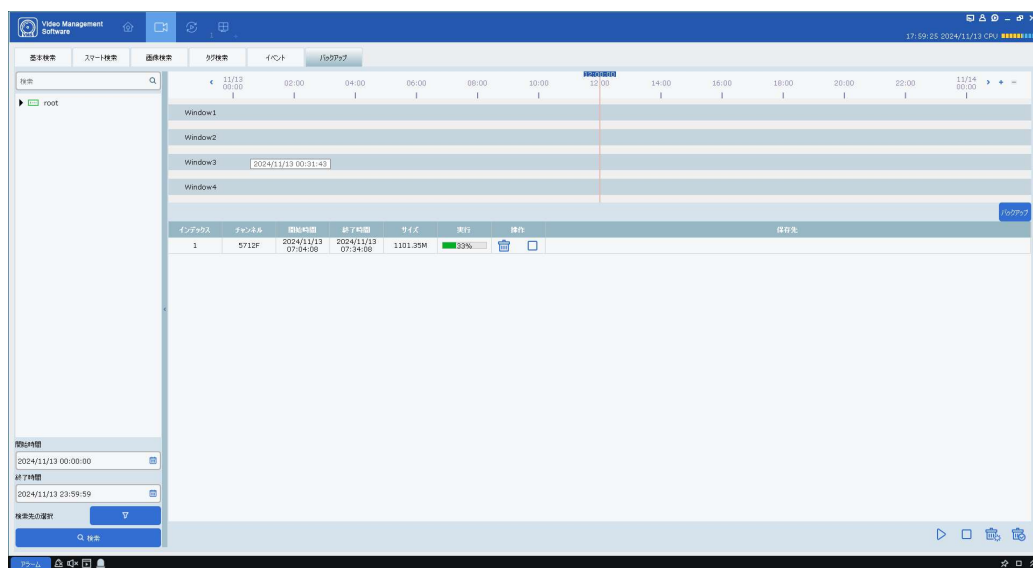 Video Management
Software
17:59:25 2024/11/13 CPU
基本検索 スマート検索 画像検索 タグ検索 イベント バックアップ
検索
root
11/13
00:00
02:00 04:00 06:00 08:00 10:00
12:00:00
12:00 14:00 16:00 18:00 20:00 22:00
11/14
00:00
Window1
Window2
Window3
2024/11/13 00:31:43
Window4
バックアップ
インデックス チャンネル 開始時間 終了時間 サイズ 実行 操作 保存先
1 5712F 2024/11/13 07:04:08 2024/11/13 07:34:08 1101.35M 33%
開始時間
2024/11/13 00:00:00
終了時間
2024/11/13 23:59:59
検索先の選択
検索
アラーム